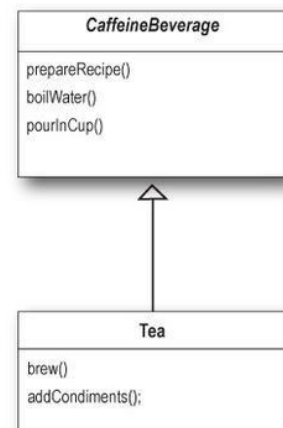 CaffeineBeverage
prepareRecipe()
boilWater()
pourInCup()
Tea
brew()
addCondiments();